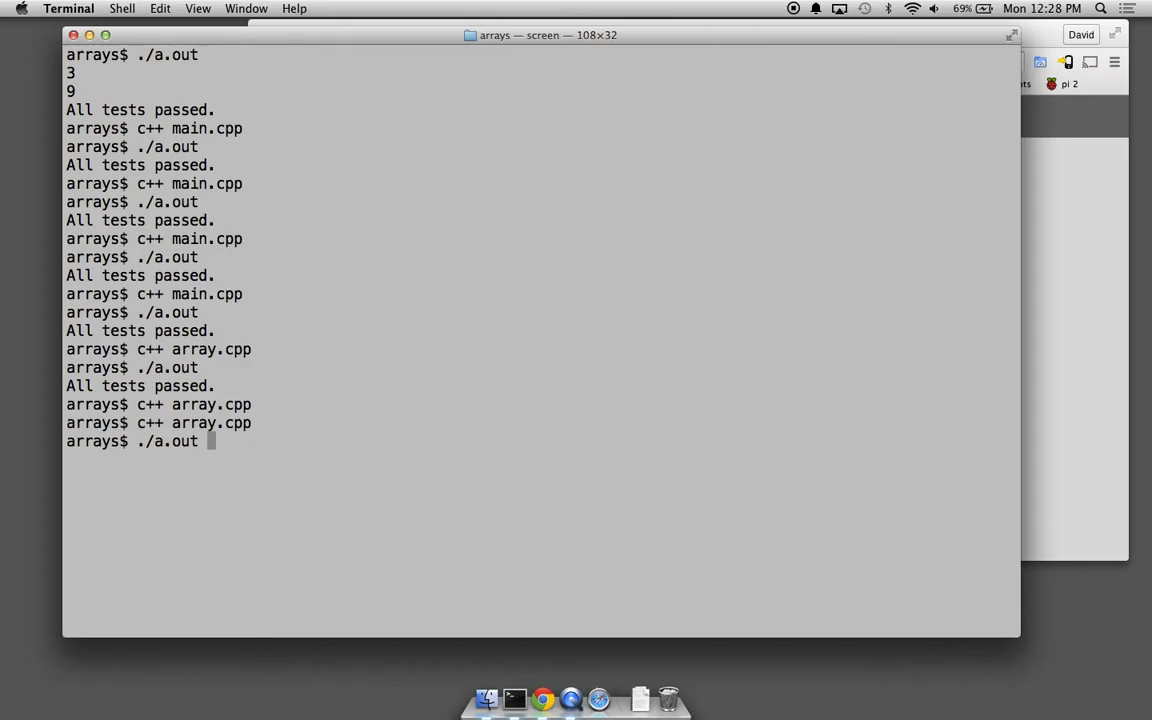 Terminal Shell Edit View Window Help 69% Mon 12:28 PM
arrays — screen — 108×32
David
pi 2
arrays$ ./a.out
3
9
All tests passed.
arrays$ c++ main.cpp
arrays$ ./a.out
All tests passed.
arrays$ c++ main.cpp
arrays$ ./a.out
All tests passed.
arrays$ c++ main.cpp
arrays$ ./a.out
All tests passed.
arrays$ c++ main.cpp
arrays$ ./a.out
All tests passed.
arrays$ c++ array.cpp
arrays$ ./a.out
All tests passed.
arrays$ c++ array.cpp
arrays$ c++ array.cpp
arrays$ ./a.out